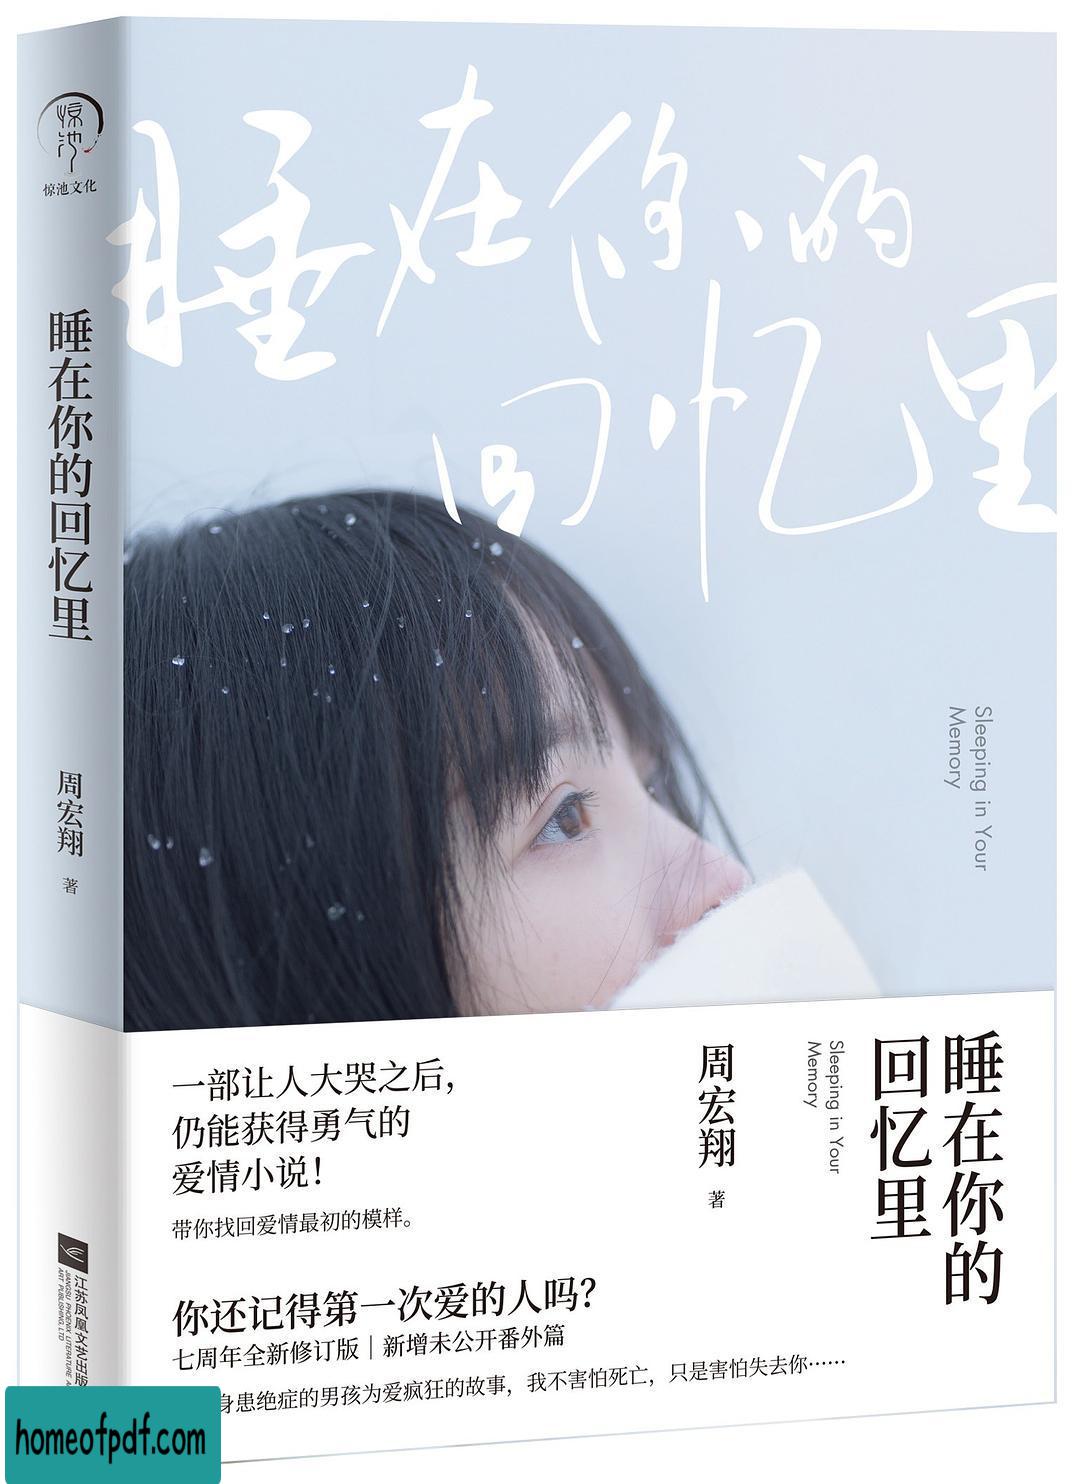 惊池
惊池文化
睡在你的回忆里
周宏翔 著
江苏凤凰文艺出版
JIANGSU PHOENIX LITERATURE A
ART PUBLISHING, LTD
睡在你的
回忆里
Sleeping in Your
Memory
睡在你的
回忆里
Sleeping in Your
Memory
周宏翔 著
一部让人大哭之后,
仍能获得勇气的
爱情小说!
带你找回爱情最初的模样。
你还记得第一次爱的人吗?
七周年全新修订版|新增未公开番外篇
身患绝症的男孩为爱疯狂的故事,我不害怕死亡,只是害怕失去你……
homeofpdf.com